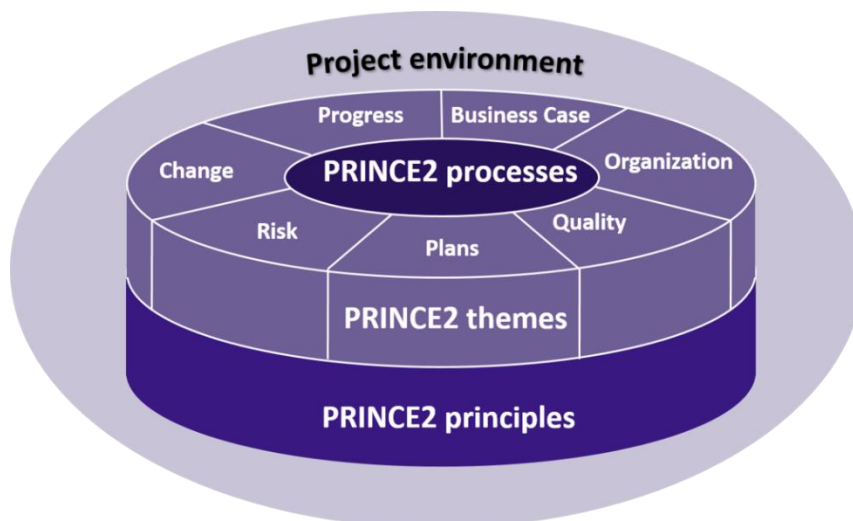 Project environment
Progress
Business Case
Change
PRINCE2 processes
Organization
Risk
Plans
Quality
PRINCE2 themes
PRINCE2 principles